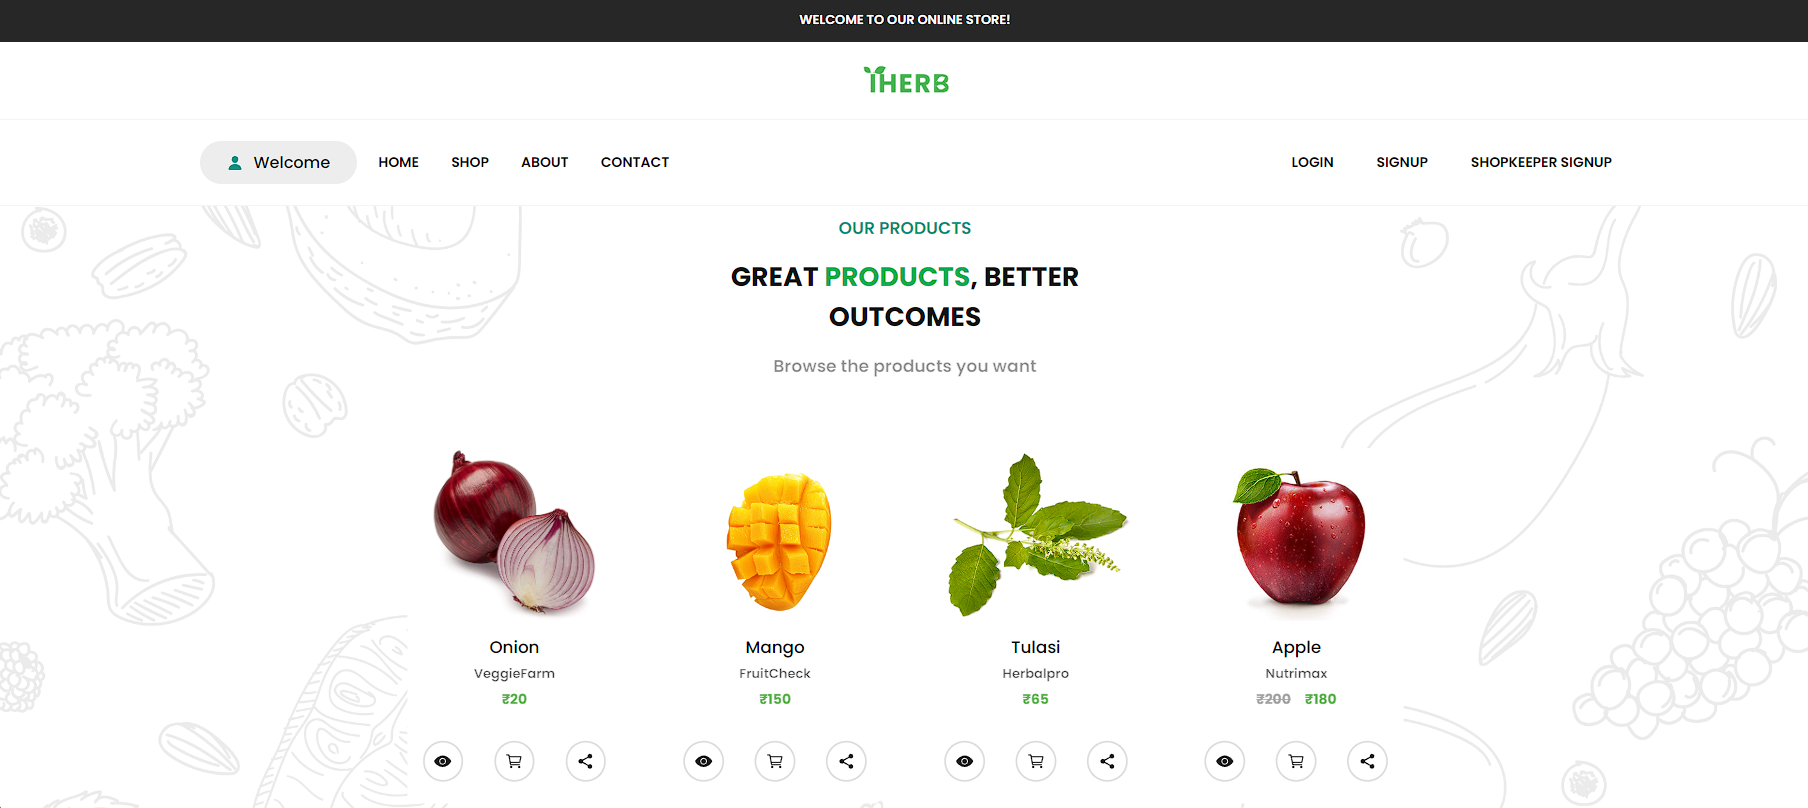 WELCOME TO OUR ONLINE STORE!
IHERB
Welcome HOME SHOP ABOUT CONTACT LOGIN SIGNUP SHOPKEEPER SIGNUP
OUR PRODUCTS
GREAT PRODUCTS, BETTER
OUTCOMES
Browse the products you want
Onion Mango Tulasi Apple
VeggieFarm FruitCheck Herbalpro Nutrimax
₹20 ₹150 ₹65 ₹200 ₹180